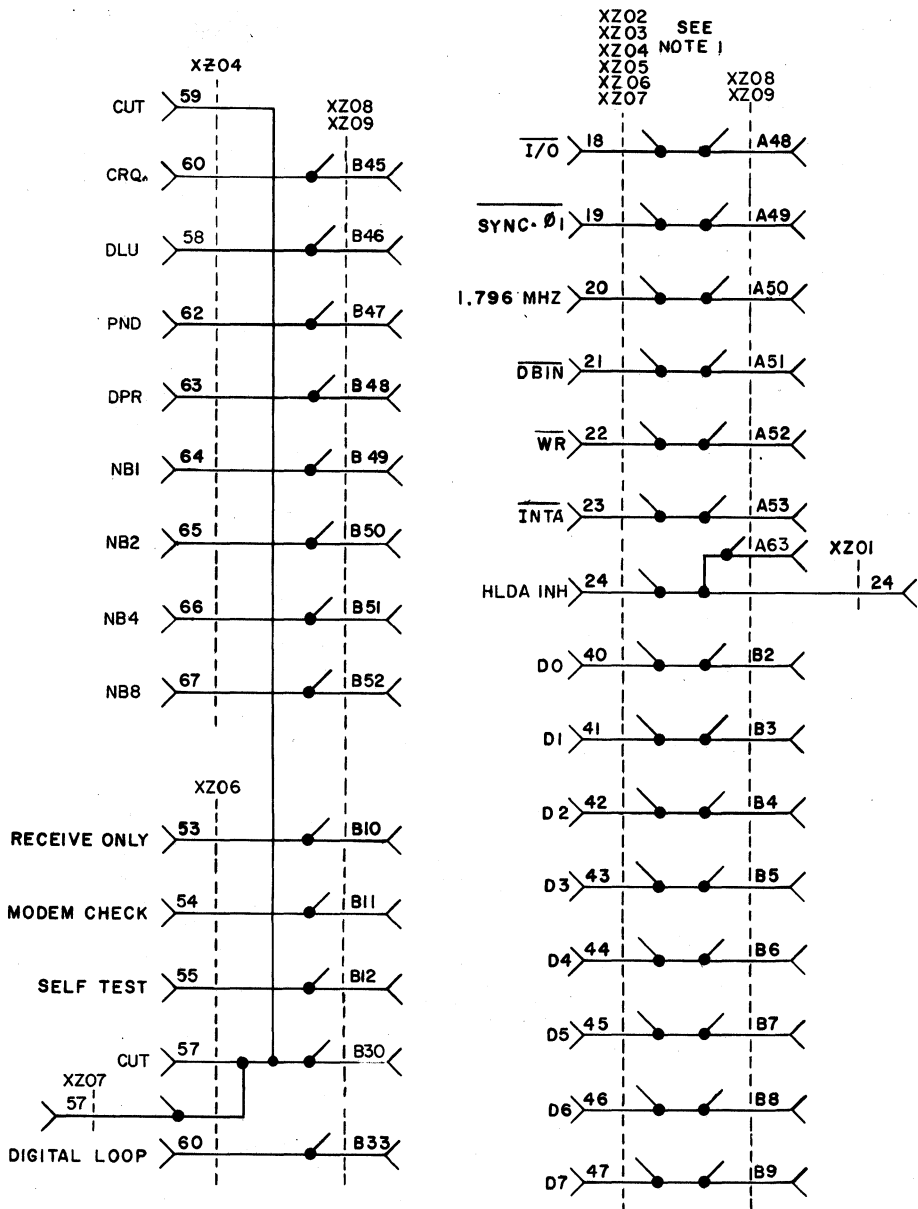 XZ04
CUT 59
XZ08
XZ09
CRQ 60 B45
DLU 58 B46
PND 62 B47
DPR 63 B48
NB1 64 B49
NB2 65 B50
NB4 66 B51
NB8 67 B52
XZ06
RECEIVE ONLY 53 B10
MODEM CHECK 54 B11
SELF TEST 55 B12
CUT 57 B30
XZ07
57
DIGITAL LOOP 60 B33
XZ02
XZ03
XZ04
XZ05
XZ06
XZ07
SEE
NOTE 1
XZ08
XZ09
I/O 18 A48
SYNC·Ø1 19 A49
1.796 MHZ 20 A50
DBIN 21 A51
WR 22 A52
INTA 23 A53
A63
XZ01
HLDA INH 24 24
D0 40 B2
D1 41 B3
D2 42 B4
D3 43 B5
D4 44 B6
D5 45 B7
D6 46 B8
D7 47 B9